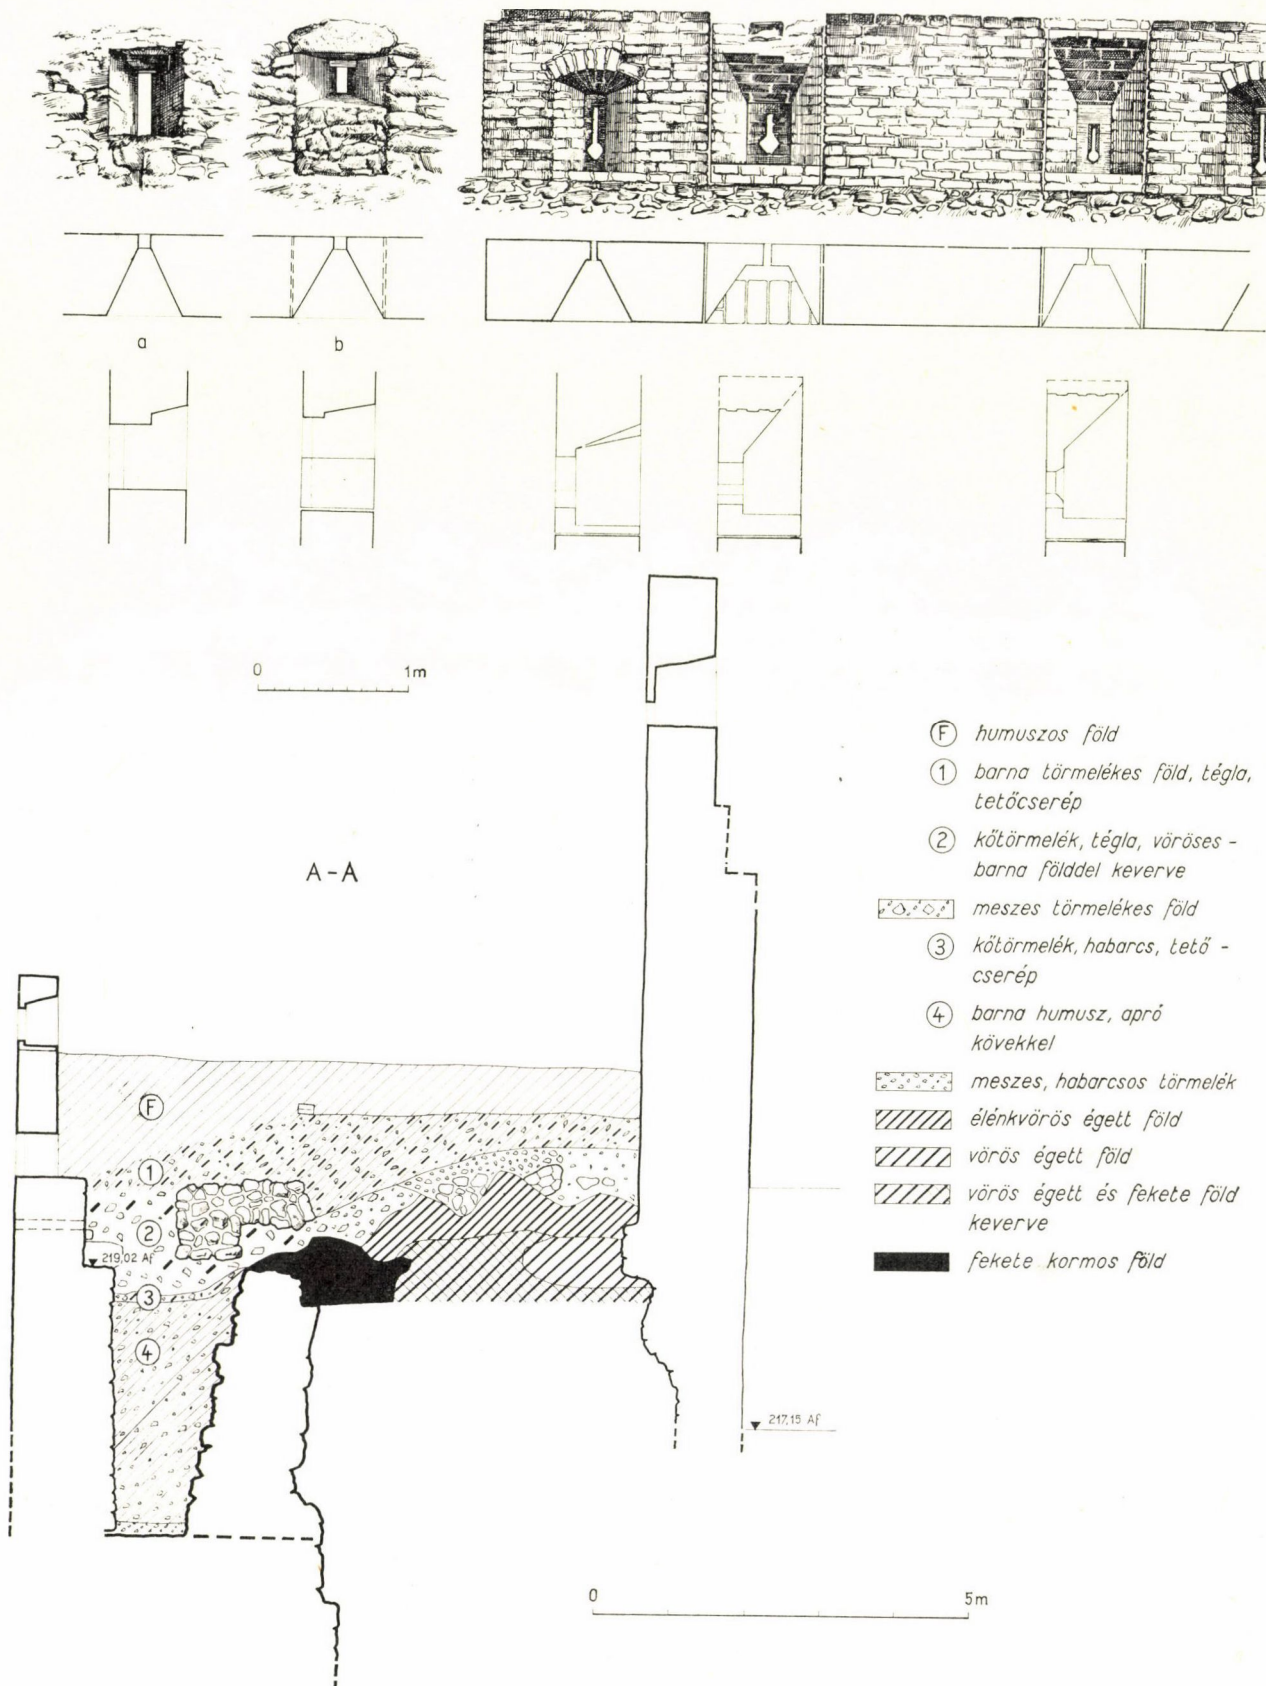 a
b
0 1m
A-A
F humuszos föld
1 barna törmelékes föld, tégla,
tetőcserép
2 kőtörmelék, tégla, vöröses -
barna földdel keverve
meszes törmelékes föld
3 kőtörmelék, habarcs, tető -
cserép
4 barna humusz, apró
kövekkel
meszes, habarcsos törmelék
élénkvörös égett föld
vörös égett föld
vörös égett és fekete föld
keverve
fekete kormos föld
F
1
2
219,02 Af
3
4
217,15 Af
0 5m